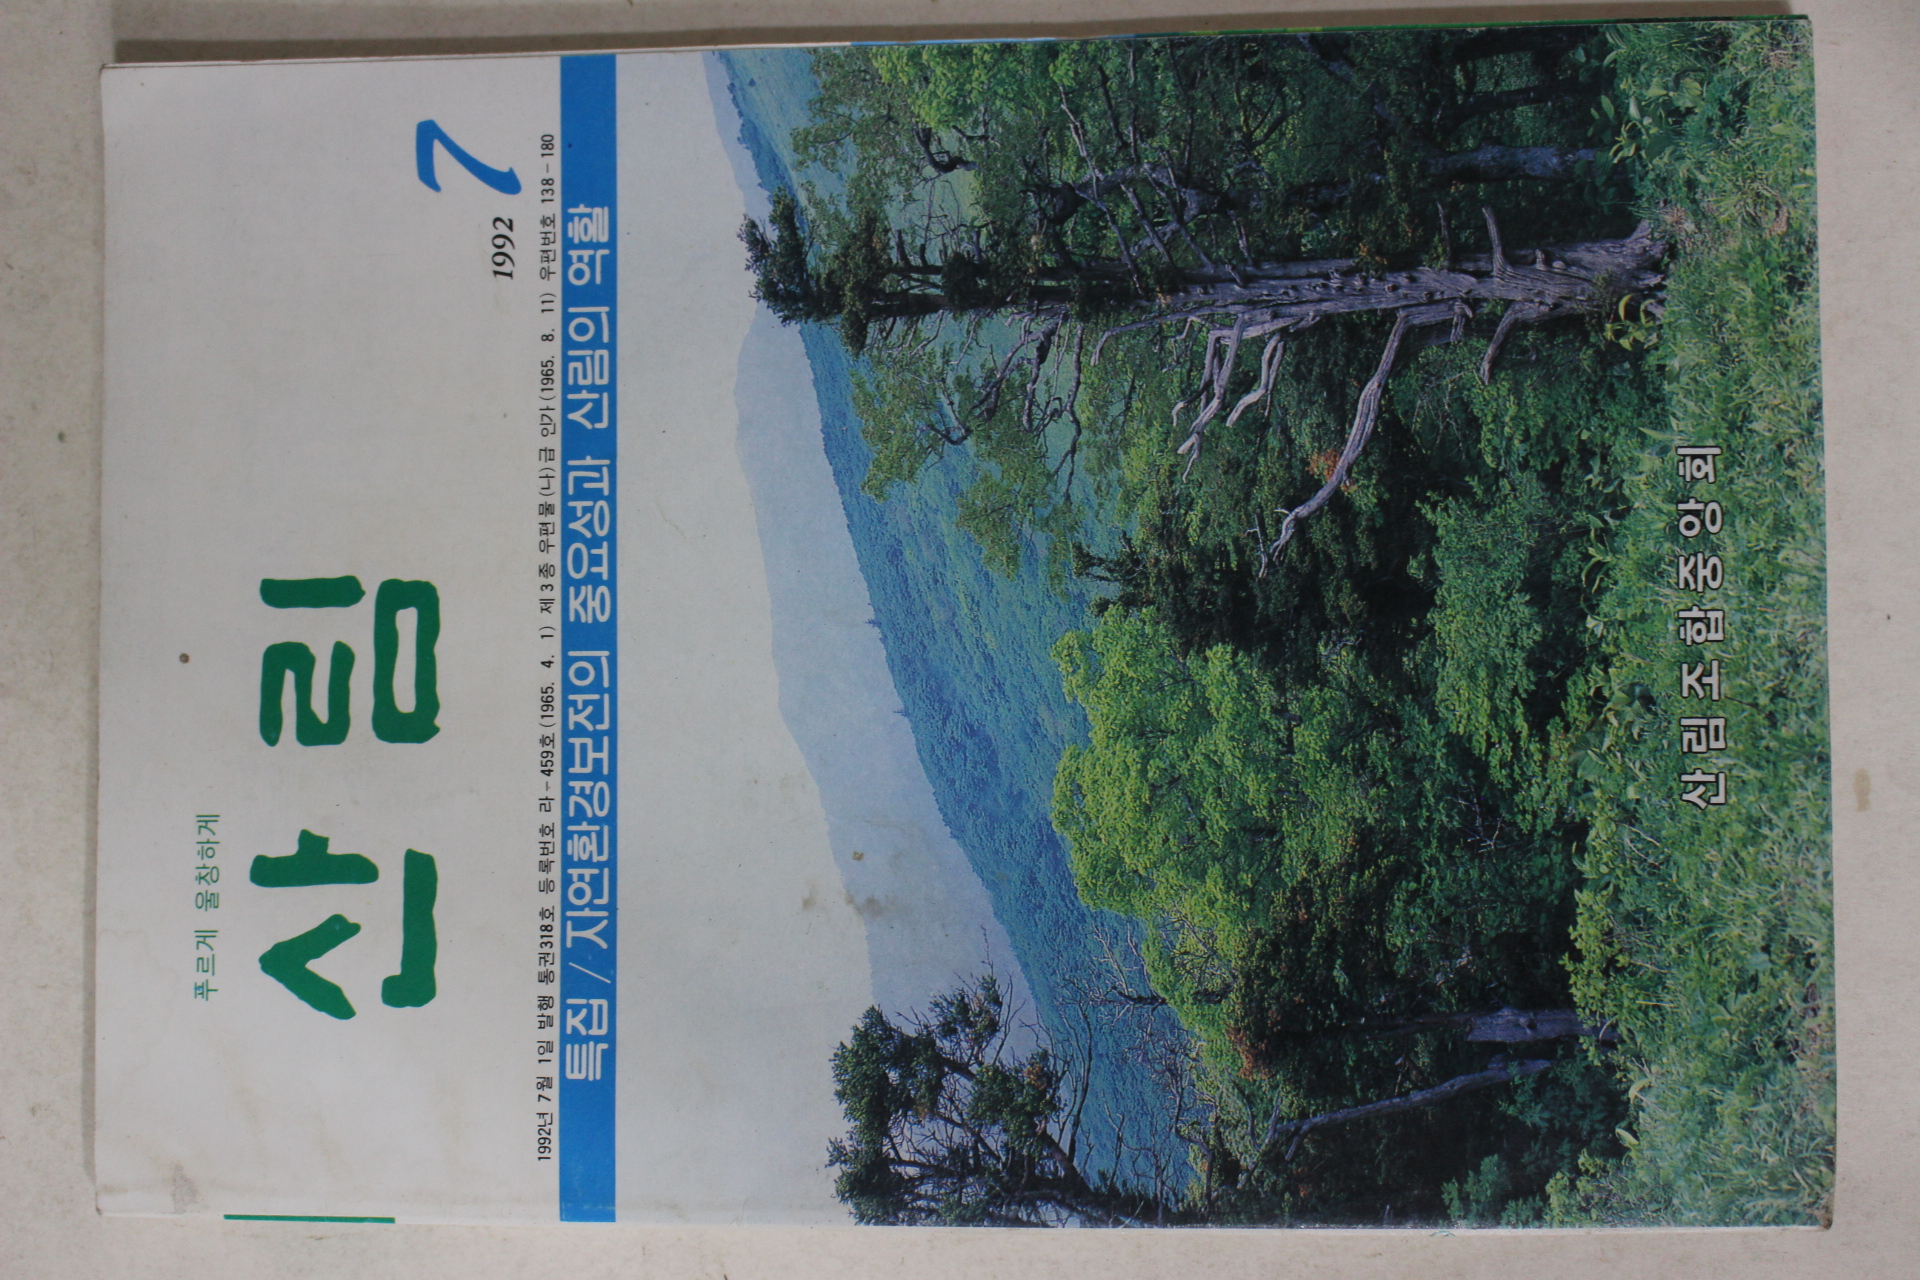 푸르게 울창하게
산림
1992 7
1992년 7월 1일 발행 통권318호 등록번호 라-459호(1965. 4. 1) 제3종 우편물(나)급 인가(1965. 8. 11) 우편번호 138-180
특집/자연환경보전의 중요성과 산림의 역할
산림조합중앙회